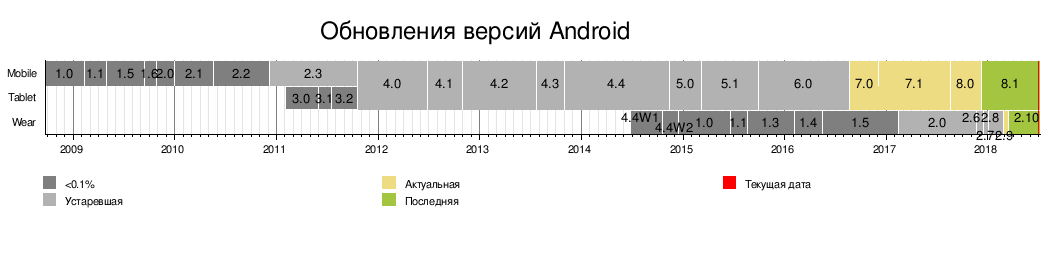 Обновления версий Android
Mobile 1.0 1.1 1.5 1.6 2.0 2.1 2.2 2.3 4.0 4.1 4.2 4.3 4.4 5.0 5.1 6.0 7.0 7.1 8.0 8.1
Tablet 3.0 3.1 3.2
Wear 4.4W1 4.4W2 1.0 1.1 1.3 1.4 1.5 2.0 2.6 2.7 2.8 2.9 2.10
2009 2010 2011 2012 2013 2014 2015 2016 2017 2018
<0.1% Актуальная Текущая дата
Устаревшая Последняя